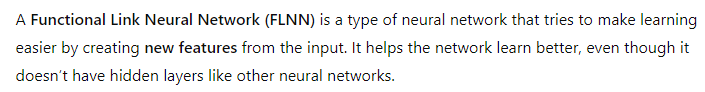 A Functional Link Neural Network (FLNN) is a type of neural network that tries to make learning
easier by creating new features from the input. It helps the network learn better, even though it
doesn't have hidden layers like other neural networks.